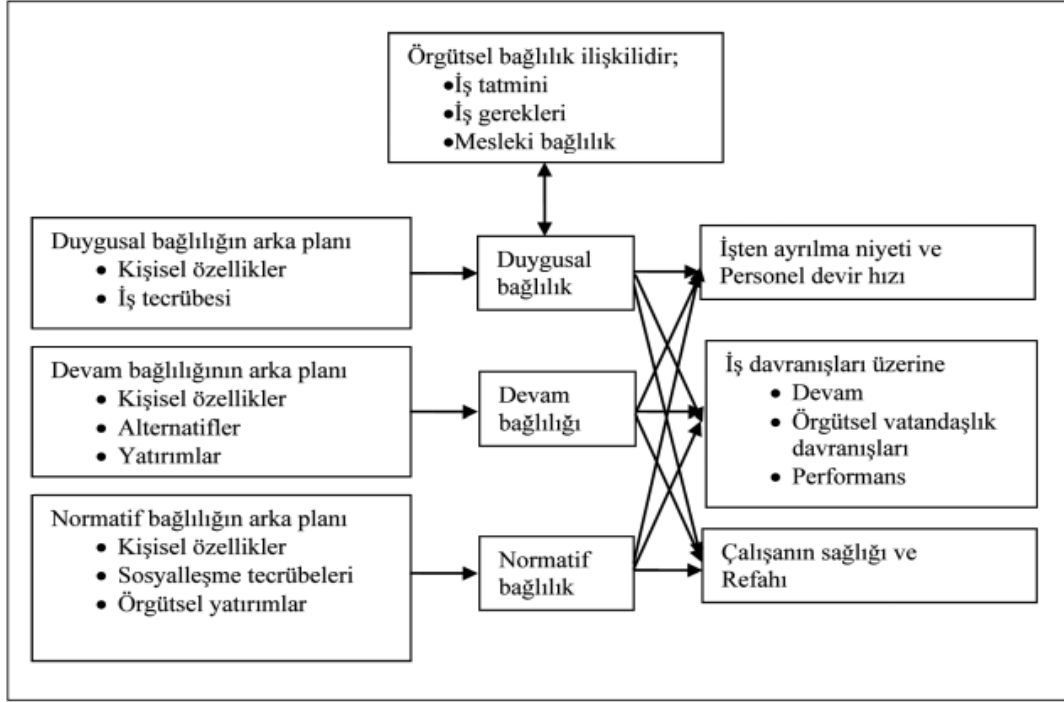 Örgütsel bağlılık ilişkilidir;
•İş tatmini
•İş gerekleri
•Mesleki bağlılık
Duygusal bağlılığın arka planı
• Kişisel özellikler
• İş tecrübesi
Duygusal
bağlılık
İşten ayrılma niyeti ve
Personel devir hızı
Devam bağlılığının arka planı
• Kişisel özellikler
• Alternatifler
• Yatırımlar
Devam
bağlılığı
İş davranışları üzerine
• Devam
• Örgütsel vatandaşlık
davranışları
• Performans
Normatif bağlılığın arka planı
• Kişisel özellikler
• Sosyalleşme tecrübeleri
• Örgütsel yatırımlar
Normatif
bağlılık
Çalışanın sağlığı ve
Refahı